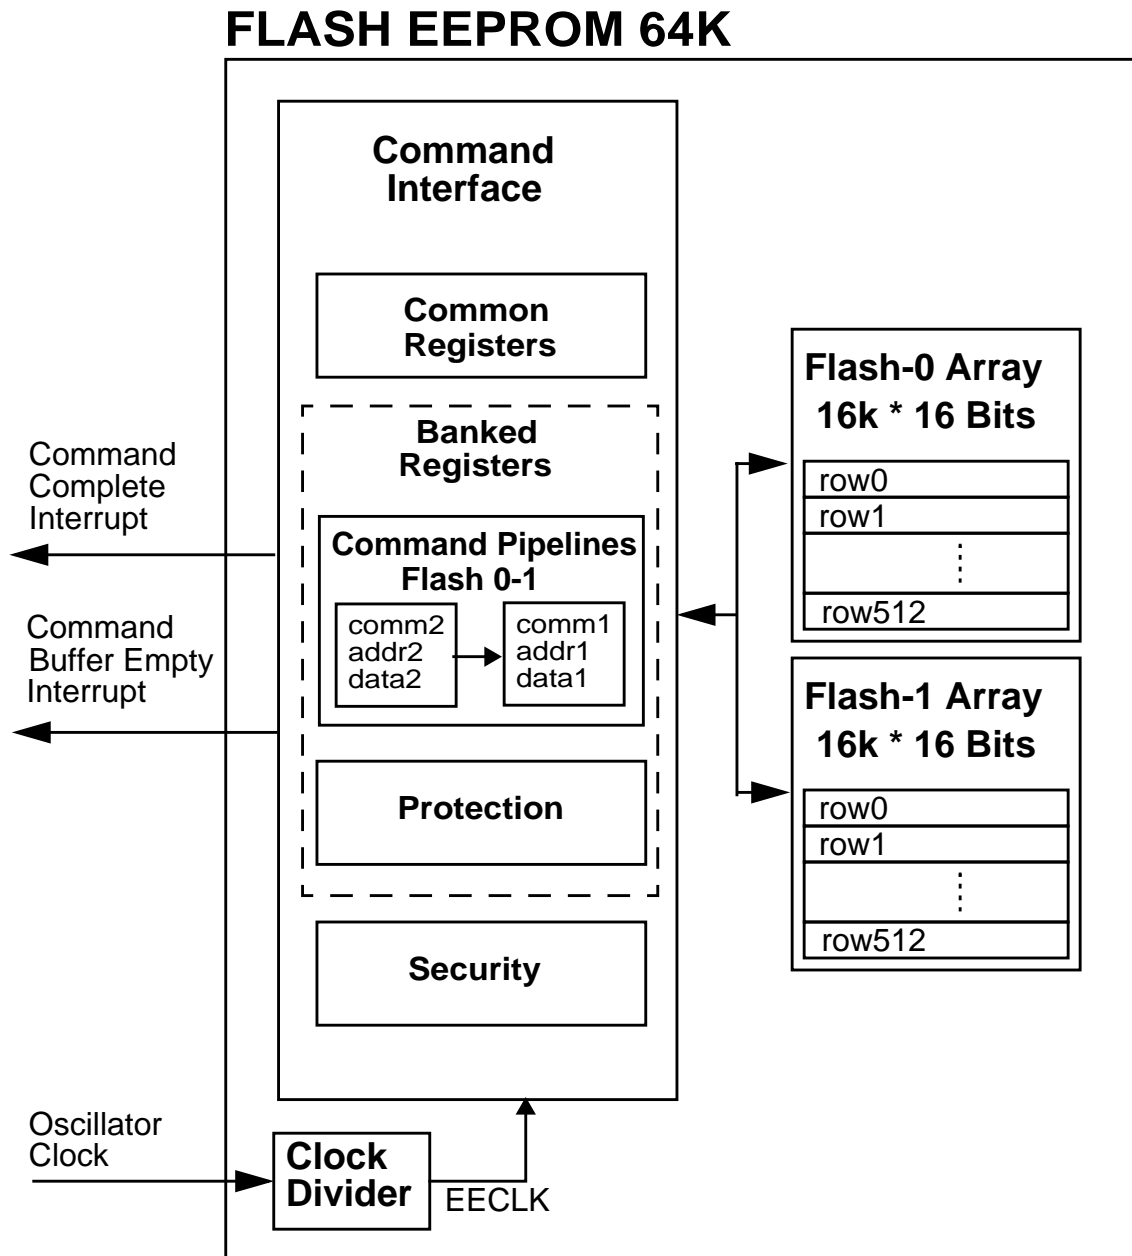 FLASH EEPROM 64K
Command
Interface
Common
Registers
Banked
Registers
Command Pipelines
Flash 0-1
comm2
addr2
data2
comm1
addr1
data1
Protection
Security
Command
Complete
Interrupt
Command
Buffer Empty
Interrupt
Flash-0 Array
16k * 16 Bits
row0
row1
row512
Flash-1 Array
16k * 16 Bits
row0
row1
row512
Oscillator
Clock
Clock
Divider
EECLK